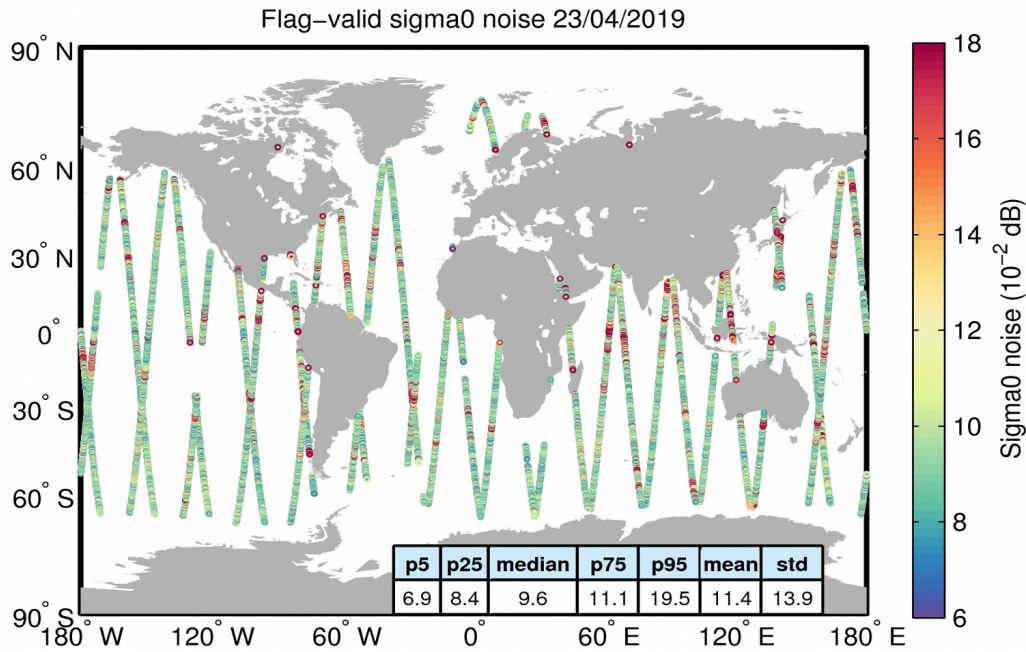 Flag−valid sigma0 noise 23/04/2019
90° N
60° N
30° N
0°
30° S
60° S
90° S
180° W
120° W
60° W
0°
60° E
120° E
180° E
p5 p25 median p75 p95 mean std
6.9 8.4 9.6 11.1 19.5 11.4 13.9
18
16
14
12
10
8
6
Sigma0 noise (10⁻² dB)